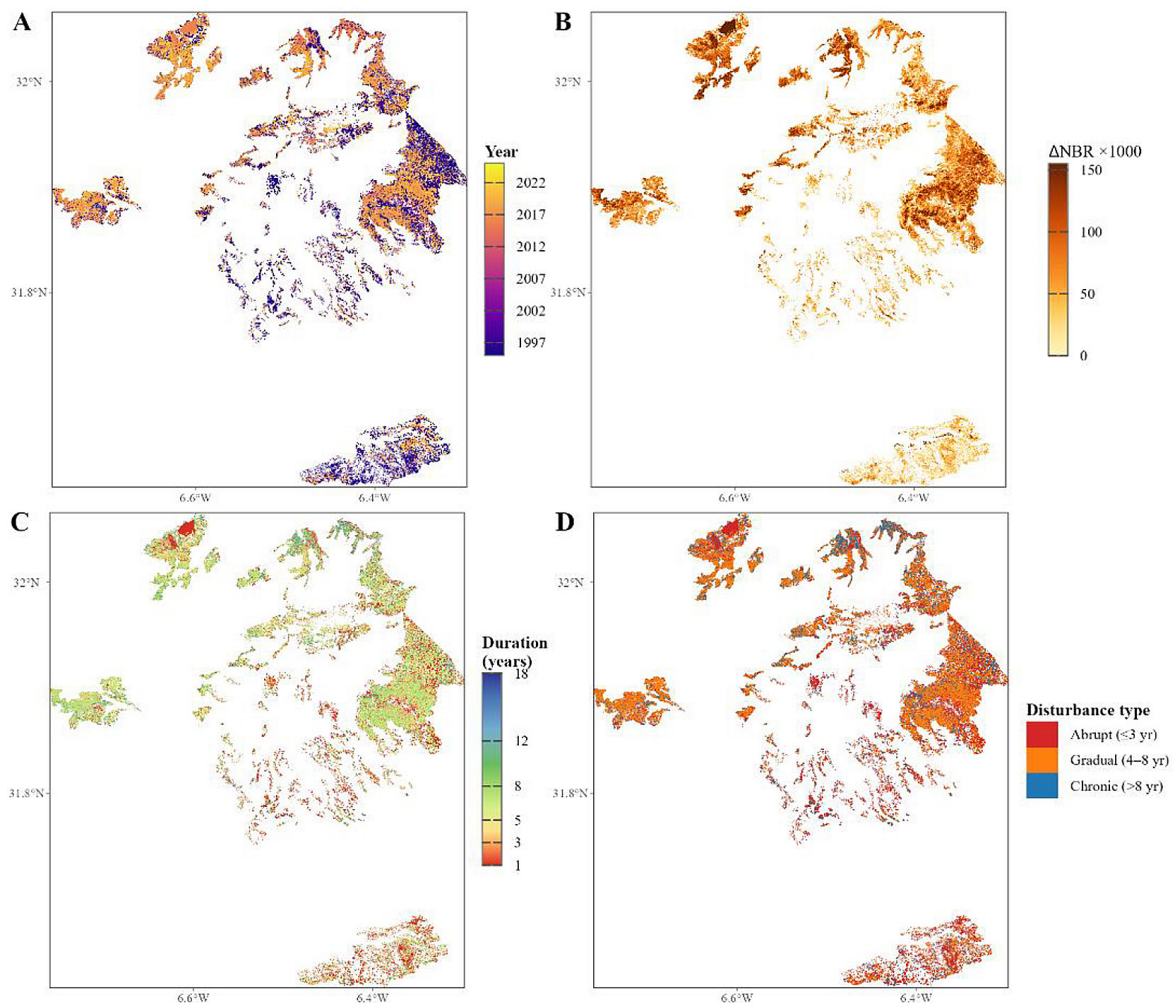 A
B
32°N
31.8°N
6.6°W
6.4°W
Year
2022
2017
2012
2007
2002
1997
6.6°W
6.4°W
ΔNBR ×1000
150
100
50
0
C
D
32°N
31.8°N
6.6°W
6.4°W
Duration
(years)
18
12
8
5
3
1
32°N
31.8°N
6.6°W
6.4°W
Disturbance type
Abrupt (<3 yr)
Gradual (4–8 yr)
Chronic (>8 yr)